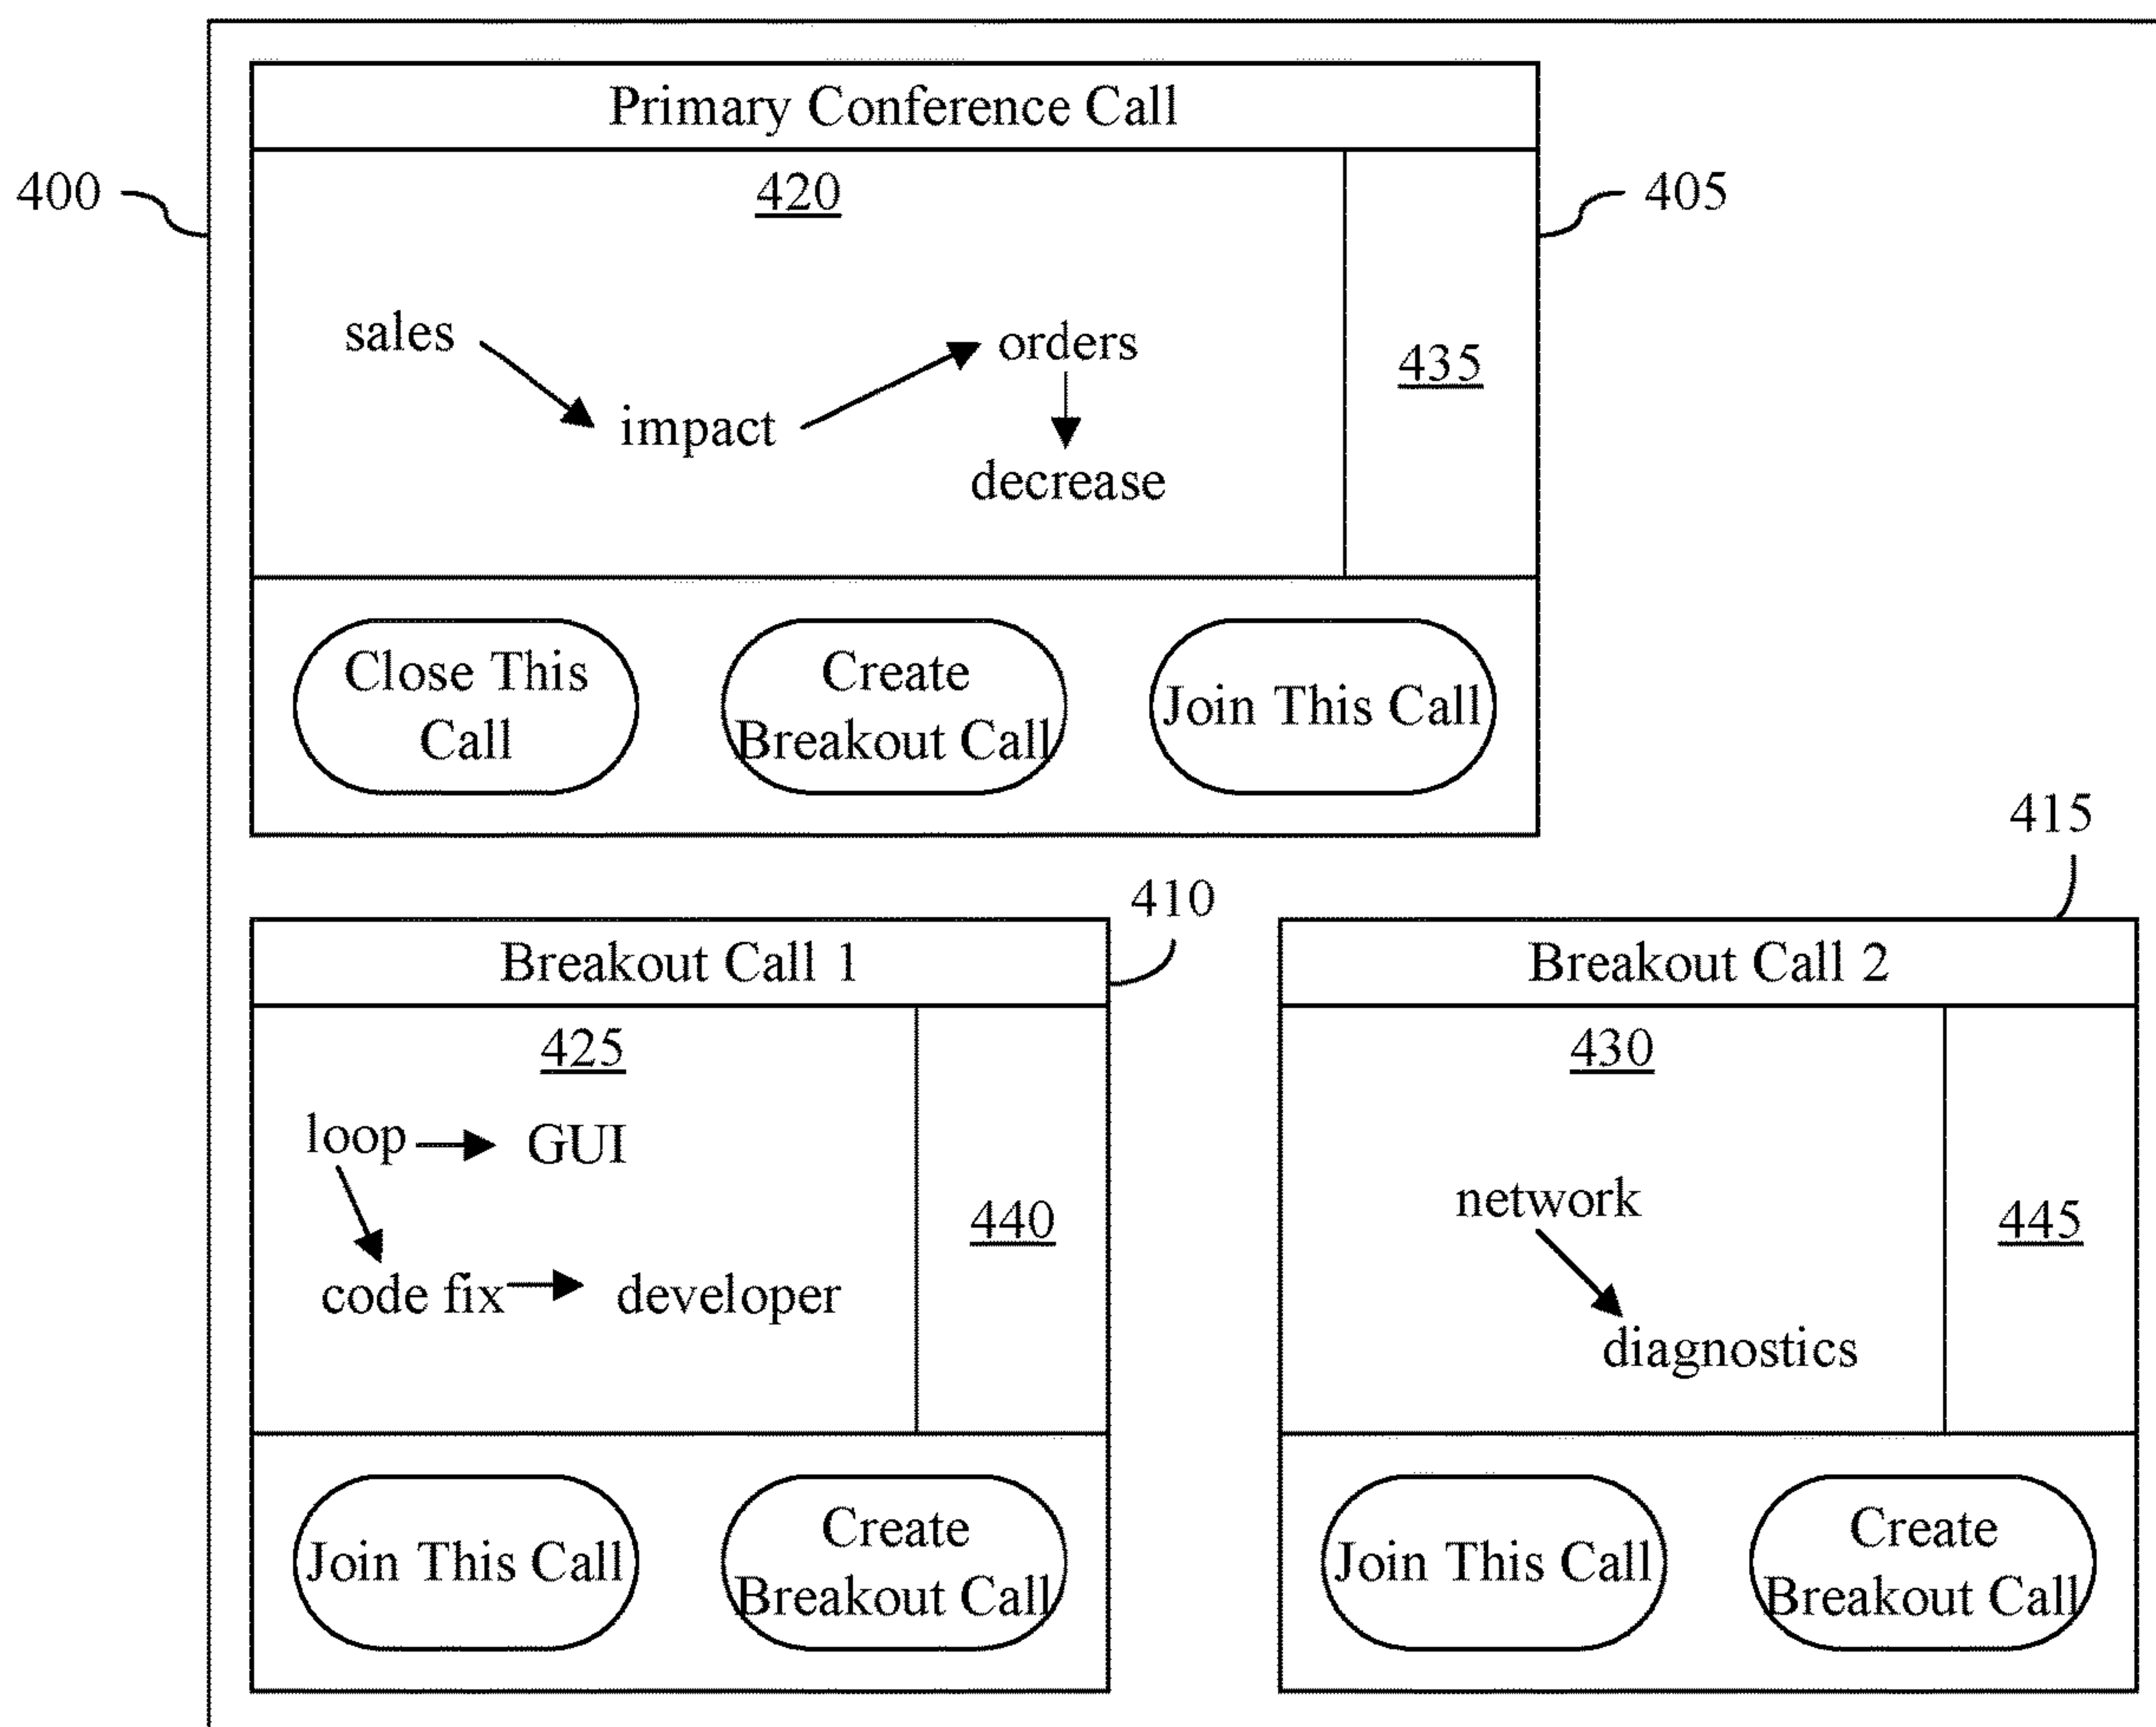 Primary Conference Call
400
420
405
sales
orders
435
impact
decrease
Close This
Call
Create
Breakout Call
Join This Call
415
410
Breakout Call 1
425
loop
GUI
440
code fix
developer
Join This Call
Create
Breakout Call
Breakout Call 2
430
network
445
diagnostics
Join This Call
Create
Breakout Call